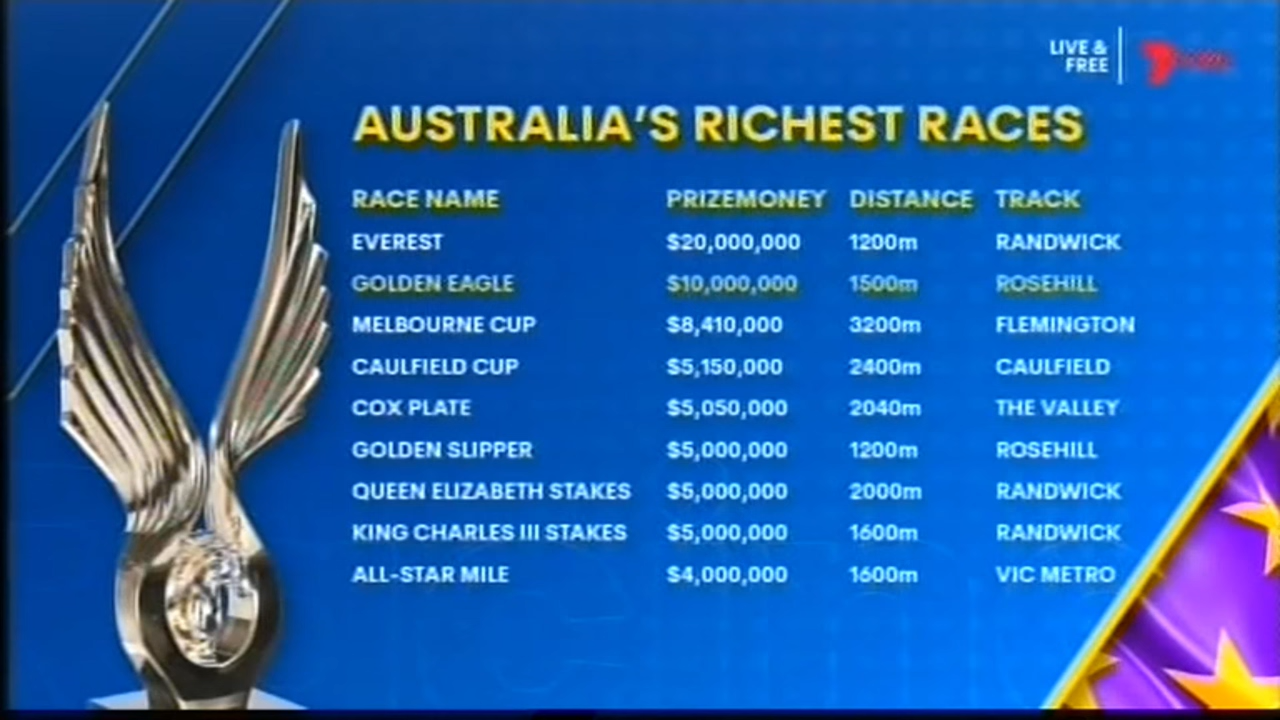 LIVE &
FREE
7
AUSTRALIA'S RICHEST RACES
RACE NAME PRIZEMONEY DISTANCE TRACK
EVEREST $20,000,000 1200m RANDWICK
GOLDEN EAGLE $10,000,000 1500m ROSEHILL
MELBOURNE CUP $8,410,000 3200m FLEMINGTON
CAULFIELD CUP $5,150,000 2400m CAULFIELD
COX PLATE $5,050,000 2040m THE VALLEY
GOLDEN SLIPPER $5,000,000 1200m ROSEHILL
QUEEN ELIZABETH STAKES $5,000,000 2000m RANDWICK
KING CHARLES III STAKES $5,000,000 1600m RANDWICK
ALL-STAR MILE $4,000,000 1600m VIC METRO